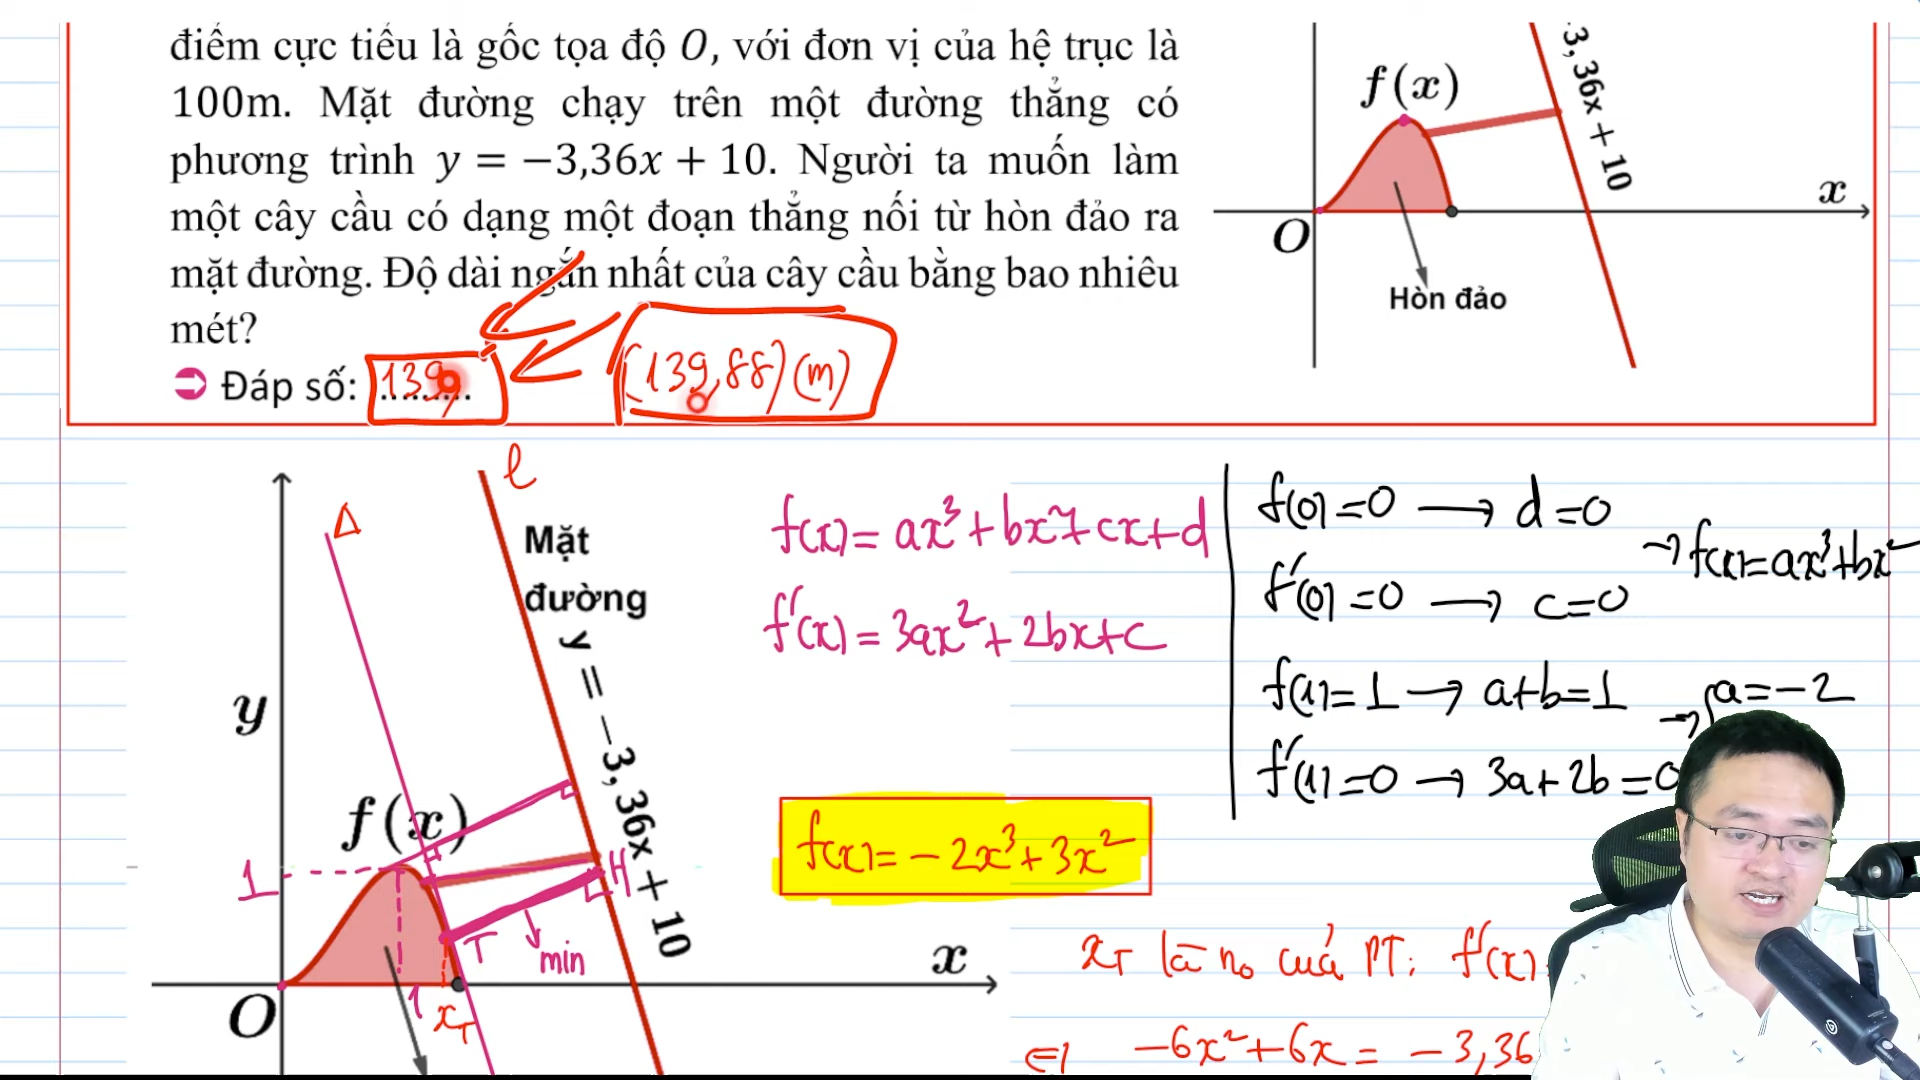 điểm cực tiểu là gốc tọa độ O, với đơn vị của hệ trục là
100m. Mặt đường chạy trên một đường thẳng có
phương trình y = −3,36x + 10. Người ta muốn làm
một cây cầu có dạng một đoạn thẳng nối từ hòn đảo ra
mặt đường. Độ dài ngắn nhất của cây cầu bằng bao nhiêu
mét?
Đáp số: 139
(139,88) (m)
f(x)
3,36x + 10
x
O
Hòn đảo
ℓ
Δ
Mặt
đường
y = −3,36x + 10
y
f(x)
1
H
T
min
x
O
1
x_T
f(x) = ax³ + bx² + cx + d
f'(x) = 3ax² + 2bx + c
f(0) = 0 → d = 0
→ f(x) = ax³ + bx²
f'(0) = 0 → c = 0
f(1) = 1 → a + b = 1
→ { a = −2
f'(1) = 0 → 3a + 2b = 0
f(x) = −2x³ + 3x²
x_T là n₀ của PT: f'(x)
⇔ −6x² + 6x = −3,36